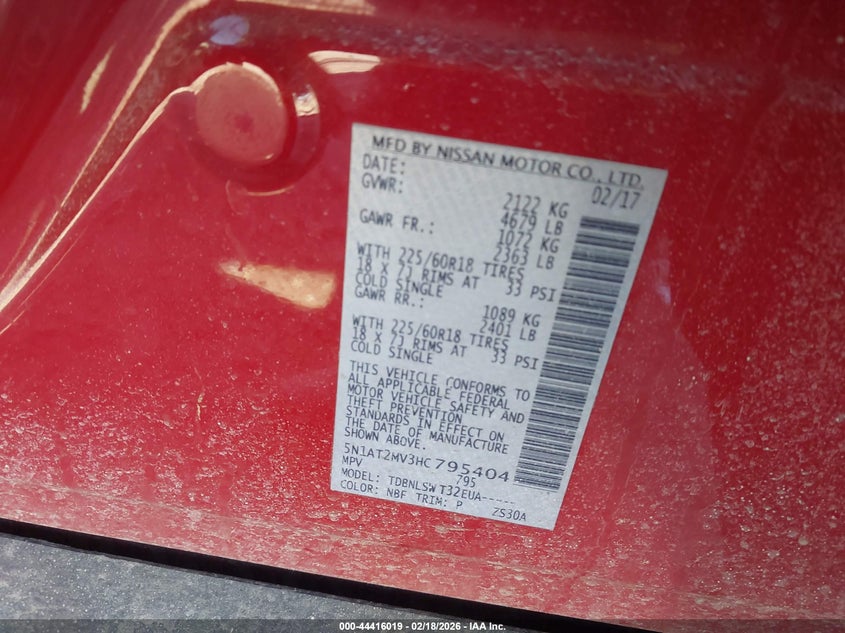 MFD BY NISSAN MOTOR CO., LTD.
DATE: 02/17
GVWR: 2122 KG
4679 LB
GAWR FR.: 1072 KG
2363 LB
WITH 225/60R18 TIRES
18 X 7J RIMS AT 33 PSI
COLD SINGLE
GAWR RR.: 1089 KG
2401 LB
WITH 225/60R18 TIRES
18 X 7J RIMS AT 33 PSI
COLD SINGLE
THIS VEHICLE CONFORMS TO
ALL APPLICABLE FEDERAL
MOTOR VEHICLE SAFETY AND
THEFT PREVENTION
STANDARDS IN EFFECT ON
THE DATE OF MANUFACTURE
SHOWN ABOVE.
5N1AT2MV3HC795404
MPV 795
MODEL: TDBNLSW T32EUA-----
COLOR: NBF TRIM: P ZS30A
000-44416019 — 02/18/2026 — IAA Inc.